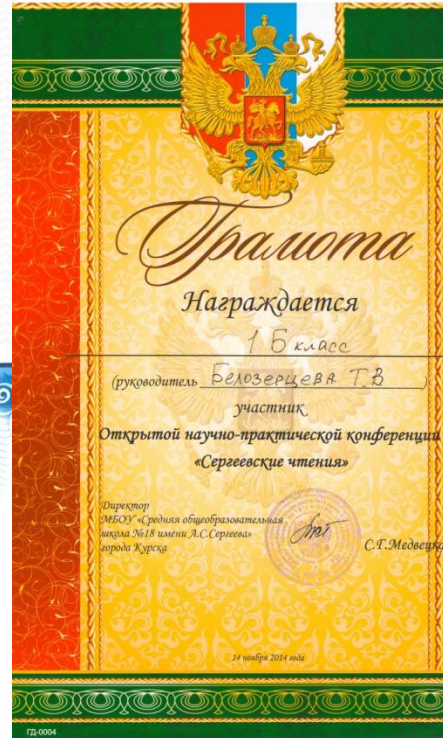 Грамота
Награждается
1 Б класс
(руководитель Белозерцева Т.В )
участник
Открытой научно-практической конференции
«Сергеевские чтения»
Директор
МБОУ «Средняя общеобразовательная
школа №18 имени А.С.Сергеева»
города Курска
С.Г.Медвецка
14 ноября 2014 года
ГД-0004